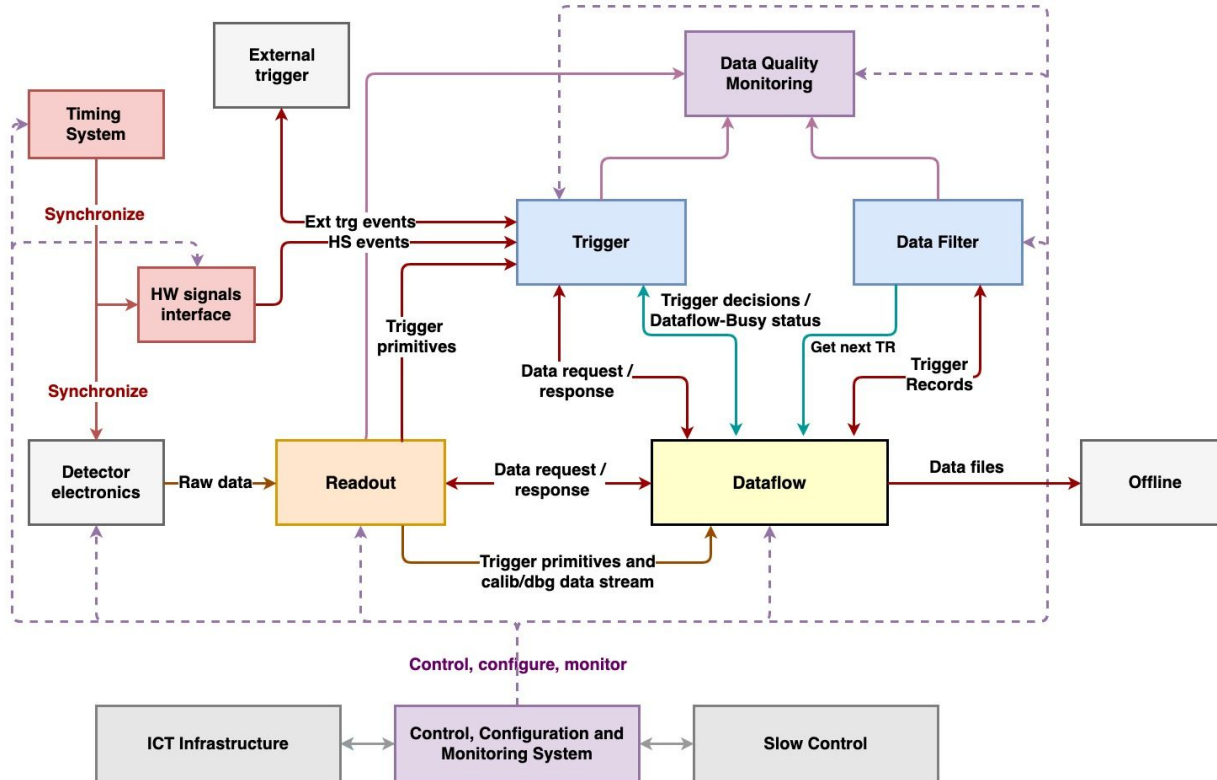 External
trigger
Data Quality
Monitoring
Timing
System
Synchronize
Ext trg events
HS events
Trigger
Data Filter
HW signals
interface
Trigger decisions /
Dataflow-Busy status
Trigger
primitives
Get next TR
Data request /
response
Trigger
Records
Synchronize
Detector
electronics
Raw data
Readout
Data request /
response
Dataflow
Data files
Offline
Trigger primitives and
calib/dbg data stream
Control, configure, monitor
ICT Infrastructure
Control, Configuration and
Monitoring System
Slow Control